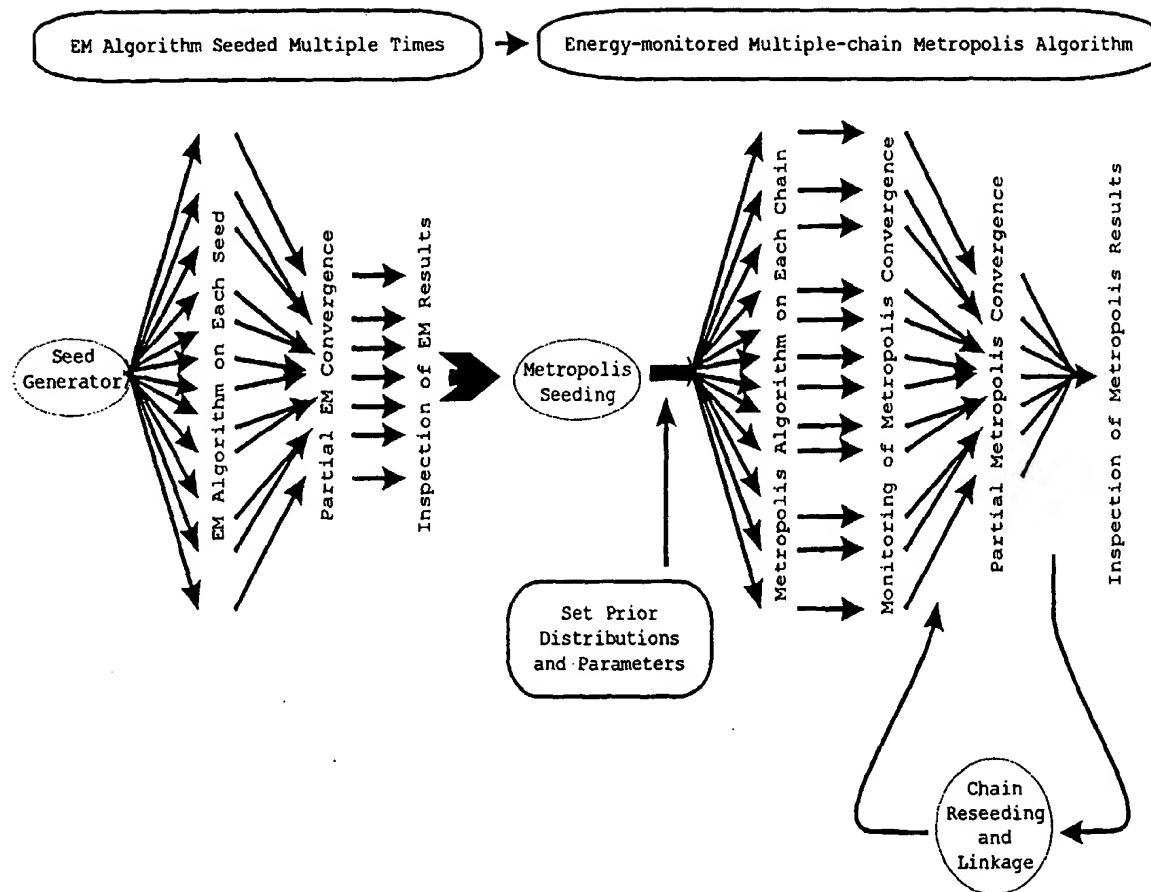 EM Algorithm Seeded Multiple Times
Energy-monitored Multiple-chain Metropolis Algorithm
Seed
Generator
EM Algorithm on Each Seed
Partial EM Convergence
Inspection of EM Results
Metropolis
Seeding
Set Prior
Distributions
and Parameters
Metropolis Algorithm on Each Chain
Monitoring of Metropolis Convergence
Partial Metropolis Convergence
Inspection of Metropolis Results
Chain
Reseeding
and
Linkage